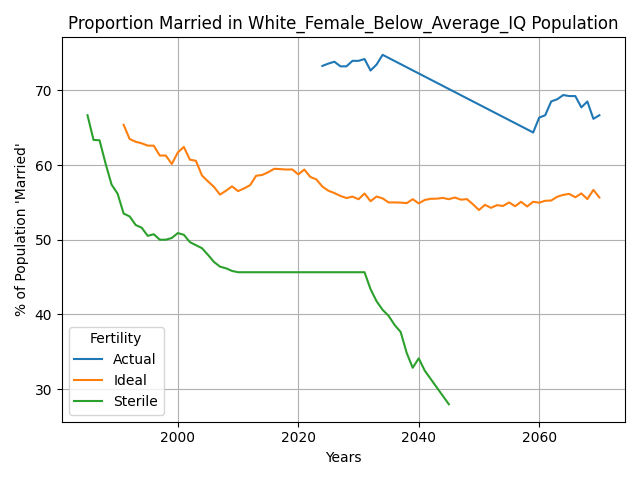 Proportion Married in White_Female_Below_Average_IQ Population
% of Population 'Married'
70
60
50
40
30
Fertility
Actual
Ideal
Sterile
2000
2020
2040
2060
Years